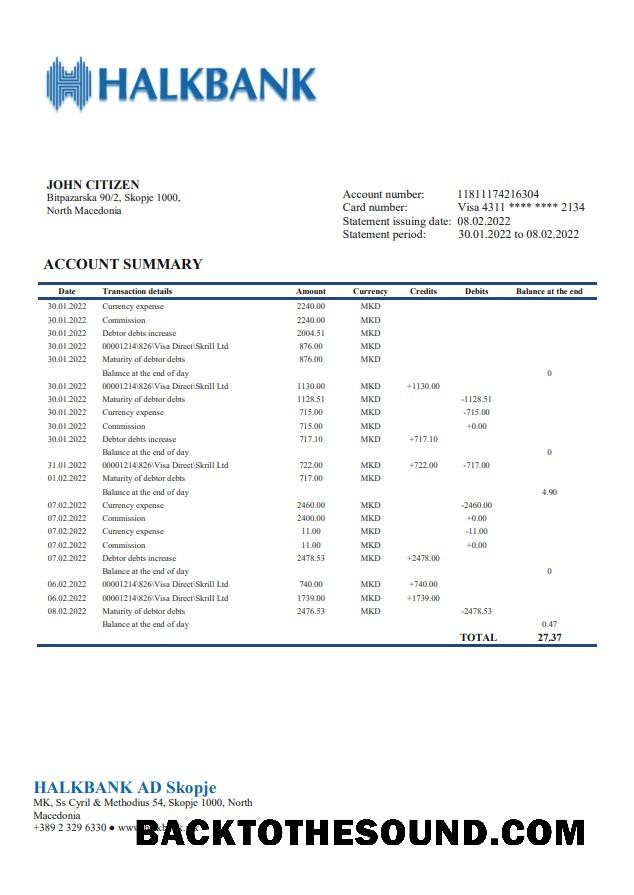 HALKBANK
JOHN CITIZEN
Bitpazarska 90/2, Skopje 1000,
North Macedonia
Account number: 11811174216304
Card number: Visa 4311 **** **** 2134
Statement issuing date: 08.02.2022
Statement period: 30.01.2022 to 08.02.2022
ACCOUNT SUMMARY
Date Transaction details Amount Currency Credits Debits Balance at the end
30.01.2022 Currency expense 2240.00 MKD
30.01.2022 Commission 2240.00 MKD
30.01.2022 Debtor debts increase 2004.51 MKD
30.01.2022 00001214\826\Visa Direct\Skrill Ltd 876.00 MKD
30.01.2022 Maturity of debtor debts 876.00 MKD
Balance at the end of day 0
30.01.2022 00001214\826\Visa Direct\Skrill Ltd 1130.00 MKD +1130.00
30.01.2022 Maturity of debtor debts 1128.51 MKD -1128.51
30.01.2022 Currency expense 715.00 MKD -715.00
30.01.2022 Commission 715.00 MKD +0.00
30.01.2022 Debtor debts increase 717.10 MKD +717.10
Balance at the end of day 0
31.01.2022 00001214\826\Visa Direct\Skrill Ltd 722.00 MKD +722.00 -717.00
01.02.2022 Maturity of debtor debts 717.00 MKD
Balance at the end of day 4.90
07.02.2022 Currency expense 2460.00 MKD -2460.00
07.02.2022 Commission 2400.00 MKD +0.00
07.02.2022 Currency expense 11.00 MKD -11.00
07.02.2022 Commission 11.00 MKD +0.00
07.02.2022 Debtor debts increase 2478.53 MKD +2478.00
Balance at the end of day 0
06.02.2022 00001214\826\Visa Direct\Skrill Ltd 740.00 MKD +740.00
06.02.2022 00001214\826\Visa Direct\Skrill Ltd 1739.00 MKD +1739.00
08.02.2022 Maturity of debtor debts 2476.53 MKD -2478.53
Balance at the end of day 0.47
TOTAL 27.37
HALKBANK AD Skopje
MK, Ss Cyril & Methodius 54, Skopje 1000, North
Macedonia
+389 2 329 6330 ●
BACKTOTHESOUND.COM